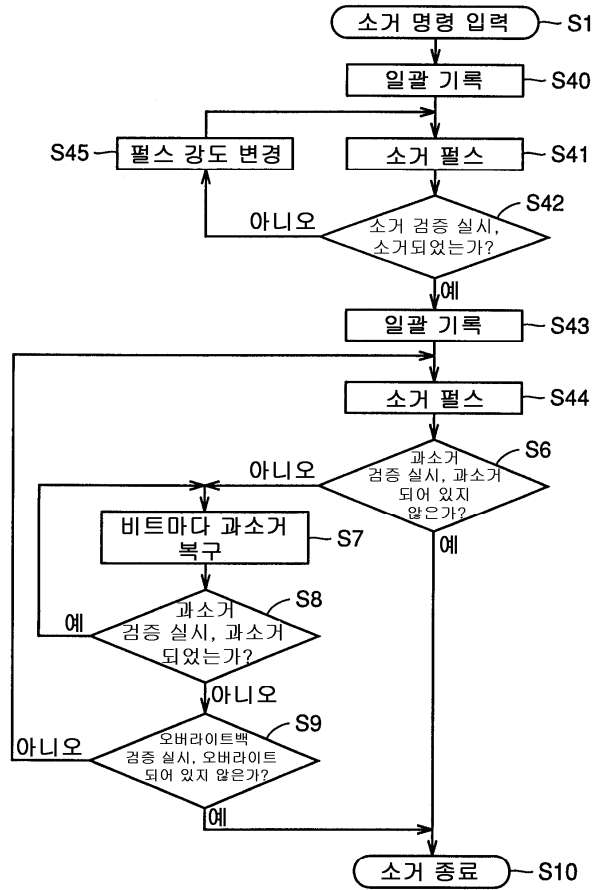 소거 명령 입력 S1
일괄 기록 S40
S45 펄스 강도 변경
소거 펄스 S41
S42
아니오
소거 검증 실시,
소거되었는가?
예
일괄 기록 S43
소거 펄스 S44
S6
아니오
과소거
검증 실시, 과소거
되어 있지
않은가?
예
비트마다 과소거
복구
S7
S8
과소거
예
검증 실시, 과소거
되었는가?
아니오
S9
오버라이트백
아니오
검증 실시, 오버라이트
되어 있지 않은가?
예
소거 종료 S10